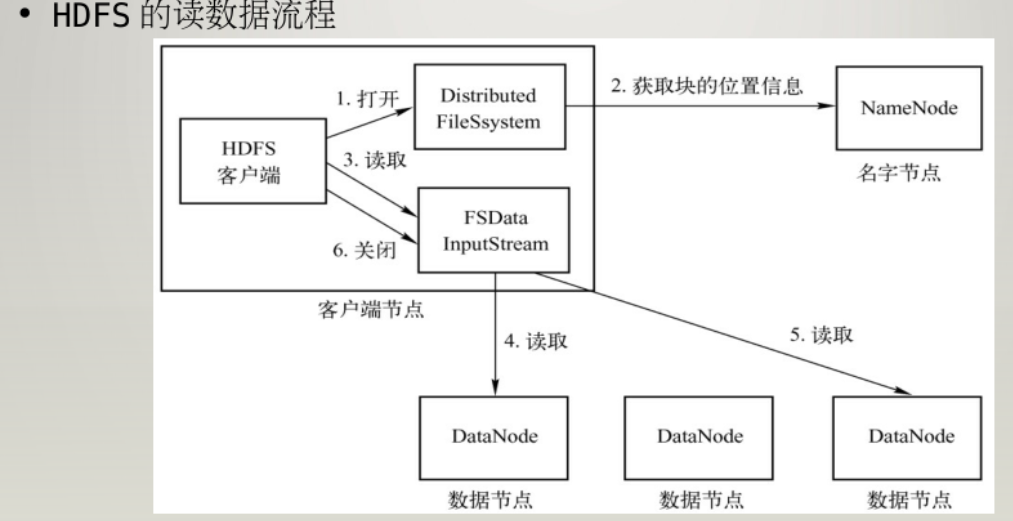 • HDFS 的读数据流程
1. 打开
Distributed
FileSsystem
2. 获取块的位置信息
NameNode
名字节点
HDFS
客户端
3. 读取
FSData
InputStream
6. 关闭
客户端节点
4. 读取
5. 读取
DataNode
DataNode
DataNode
数据节点
数据节点
数据节点